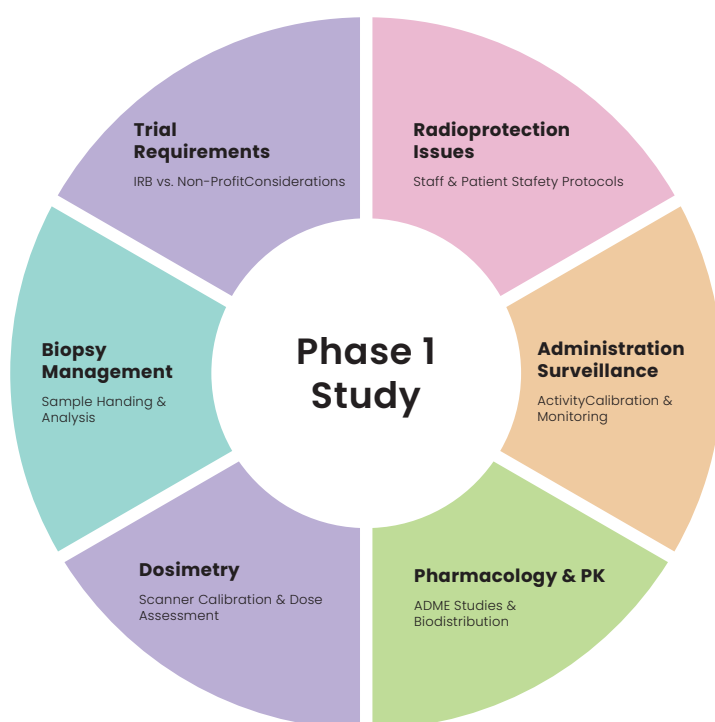 Trial
Requirements
IRB vs. Non-ProfitConsiderations
Radioprotection
Issues
Staff & Patient Stafety Protocols
Biopsy
Management
Sample Handing &
Analysis
Phase 1
Study
Administration
Surveillance
ActivityCalibration &
Monitoring
Dosimetry
Scanner Calibration & Dose
Assessment
Pharmacology & PK
ADME Studies &
Biodistribution